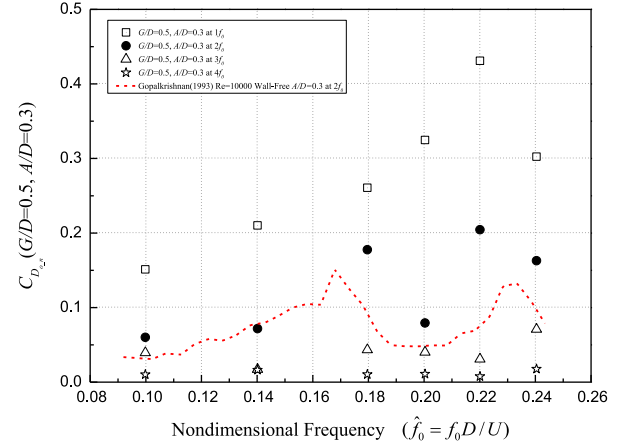 0.5
G/D=0.5, A/D=0.3 at 1f₀
G/D=0.5, A/D=0.3 at 2f₀
G/D=0.5, A/D=0.3 at 3f₀
G/D=0.5, A/D=0.3 at 4f₀
Gopalkrishnan(1993) Re=10000 Wall-Free A/D=0.3 at 2f₀
0.4
0.3
0.2
0.1
0.0
C_D (G/D=0.5, A/D=0.3)
0.08 0.10 0.12 0.14 0.16 0.18 0.20 0.22 0.24 0.26
Nondimensional Frequency (f̂₀ = f₀D/U)